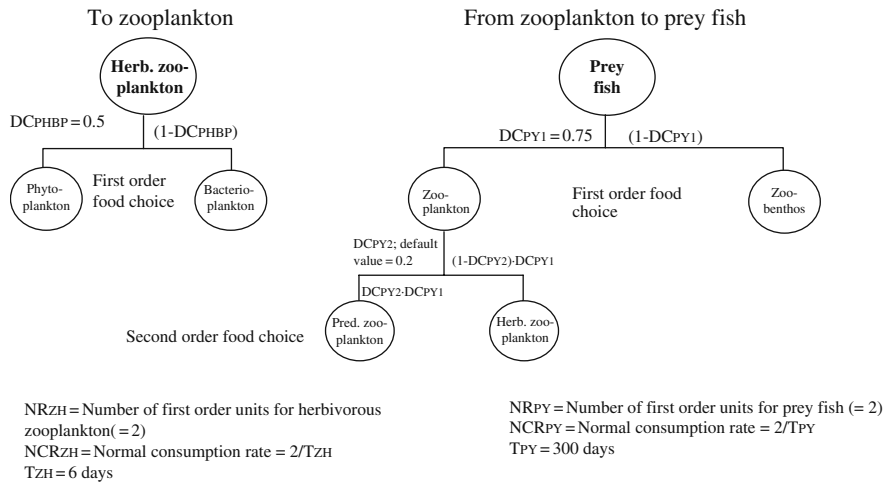 To zooplankton
Herb. zoo-
plankton
DCPHBP = 0.5
(1-DCPHBP)
Phyto-
plankton
First order
food choice
Bacterio-
plankton
From zooplankton to prey fish
Prey
fish
DCPY1 = 0.75
(1-DCPY1)
Zoo-
plankton
First order food
choice
Zoo-
benthos
DCPY2; default
value = 0.2
(1-DCPY2)·DCPY1
DCPY2·DCPY1
Second order food choice
Pred. zoo-
plankton
Herb. zoo-
plankton
NRZH = Number of first order units for herbivorous
zooplankton( = 2)
NCRZH = Normal consumption rate = 2/TZH
TZH = 6 days
NRPY = Number of first order units for prey fish (= 2)
NCRPY = Normal consumption rate = 2/TPY
TPY = 300 days